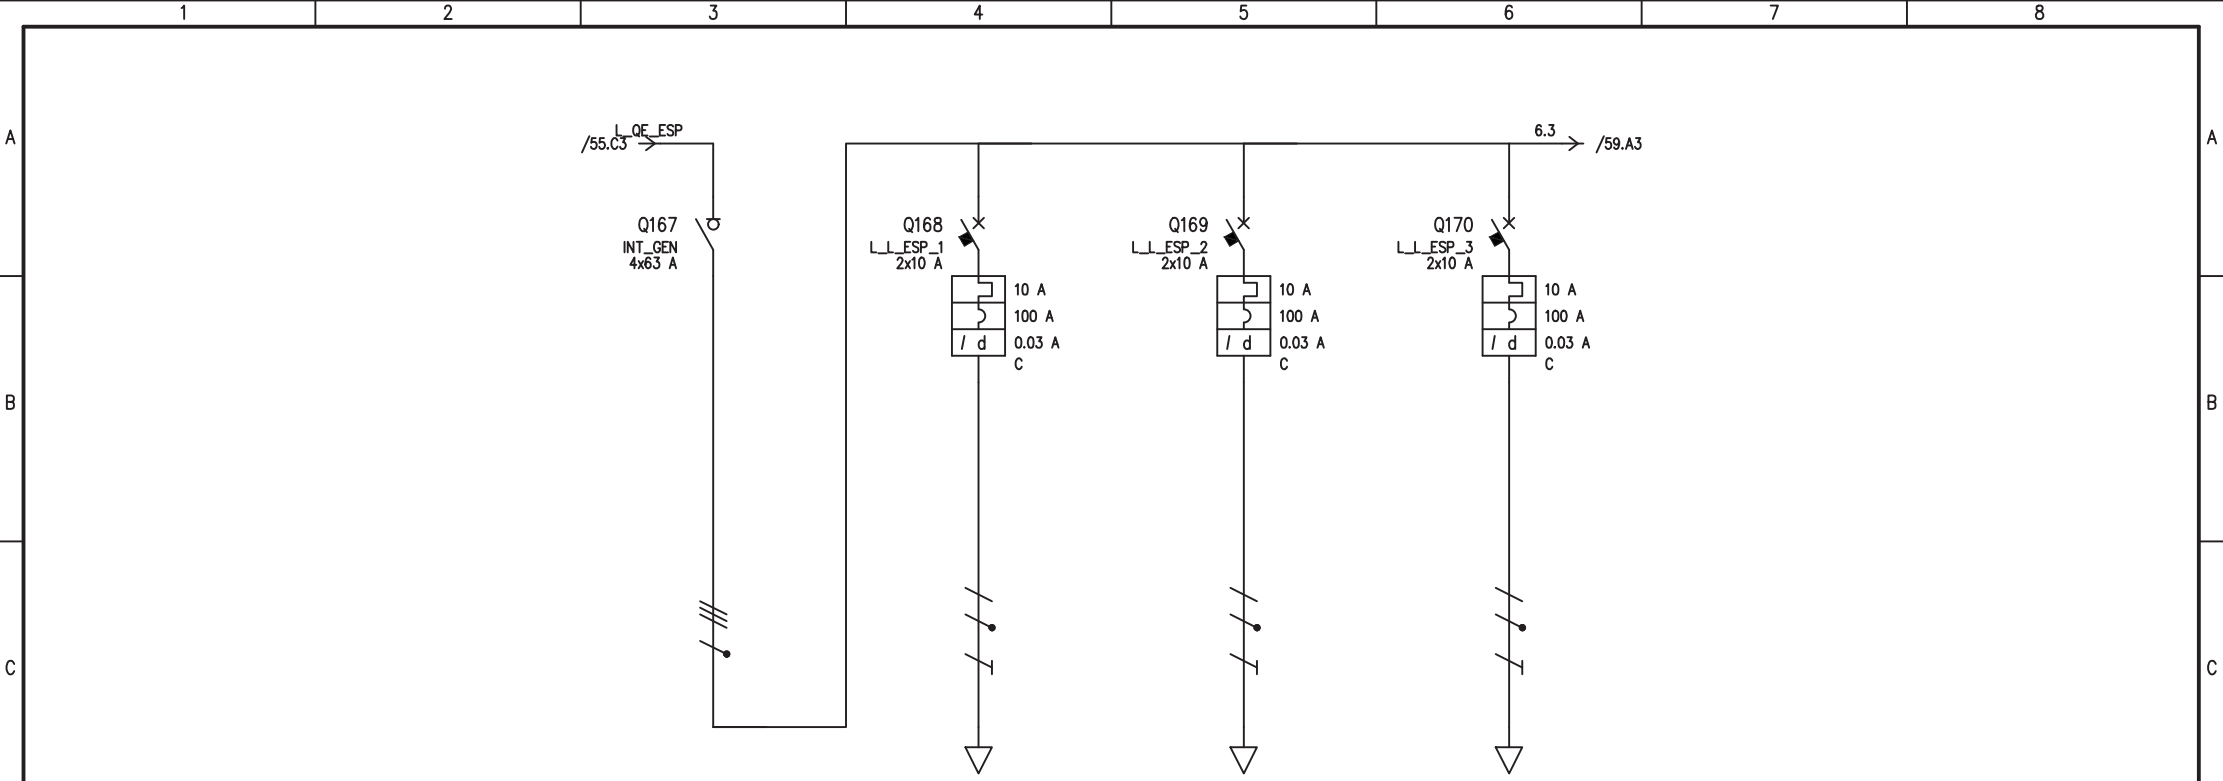 1 2 3 4 5 6 7 8
A A
L_QE_ESP
/55.C3
6.3
/59.A3
Q167
INT_GEN
4x63 A
Q168
L_L_ESP_1
2x10 A
10 A
100 A
/ d 0.03 A
C
Q169
L_L_ESP_2
2x10 A
10 A
100 A
/ d 0.03 A
C
Q170
L_L_ESP_3
2x10 A
10 A
100 A
/ d 0.03 A
C
B B
C C